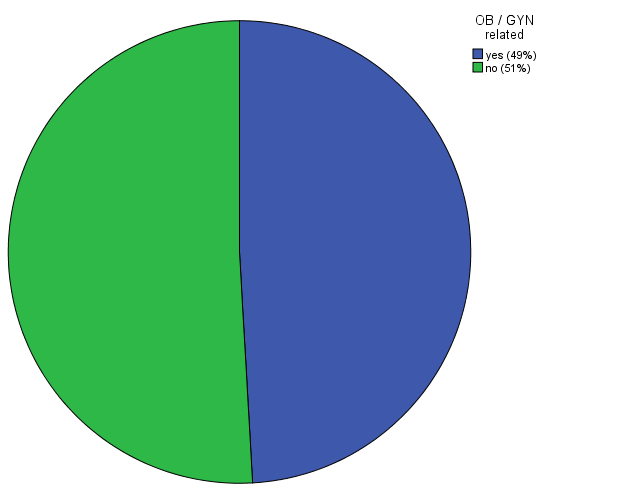 OB / GYN
related
yes (49%)
no (51%)